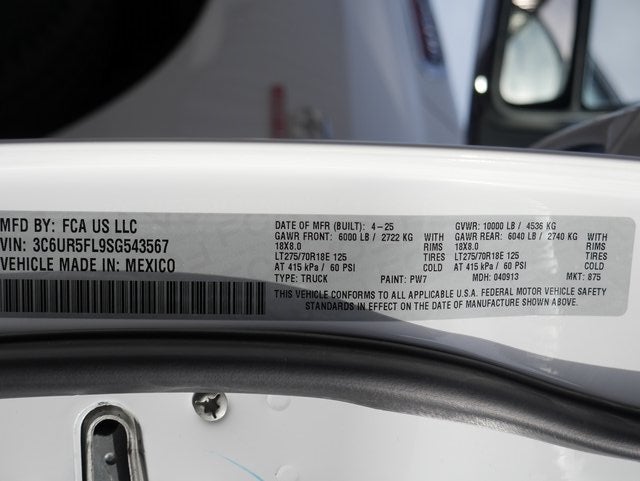 MFD BY: FCA US LLC
VIN: 3C6UR5FL9SG543567
VEHICLE MADE IN: MEXICO
DATE OF MFR (BUILT): 4-25
GAWR FRONT: 6000 LB / 2722 KG WITH
18X8.0 RIMS
LT275/70R18E 125 TIRES
AT 415 kPa / 60 PSI COLD
TYPE: TRUCK PAINT: PW7
GVWR: 10000 LB / 4536 KG
GAWR REAR: 6040 LB / 2740 KG WITH
18X8.0 RIMS
LT275/70R18E 125 TIRES
AT 415 kPa / 60 PSI COLD
MDH: 040913 MKT: 875
THIS VEHICLE CONFORMS TO ALL APPLICABLE U.S.A. FEDERAL MOTOR VEHICLE SAFETY
STANDARDS IN EFFECT ON THE DATE OF MANUFACTURE SHOWN ABOVE.